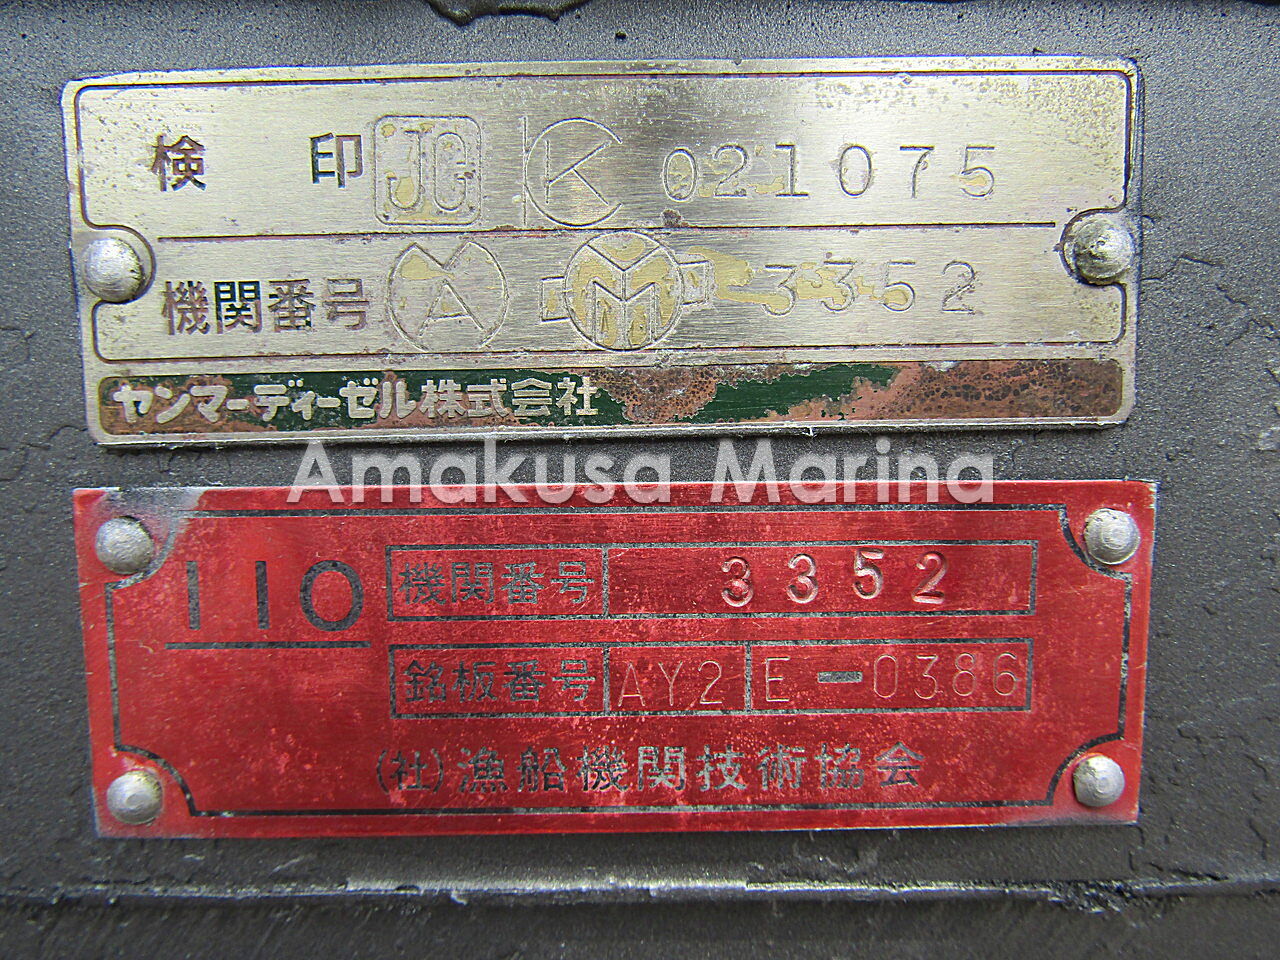 検印 JG K 021075
機関番号 3352
ヤンマーディーゼル株式会社
Amakusa Marina
110 機関番号 3352
銘板番号 AY2 E-0386
(社)漁船機関技術協会